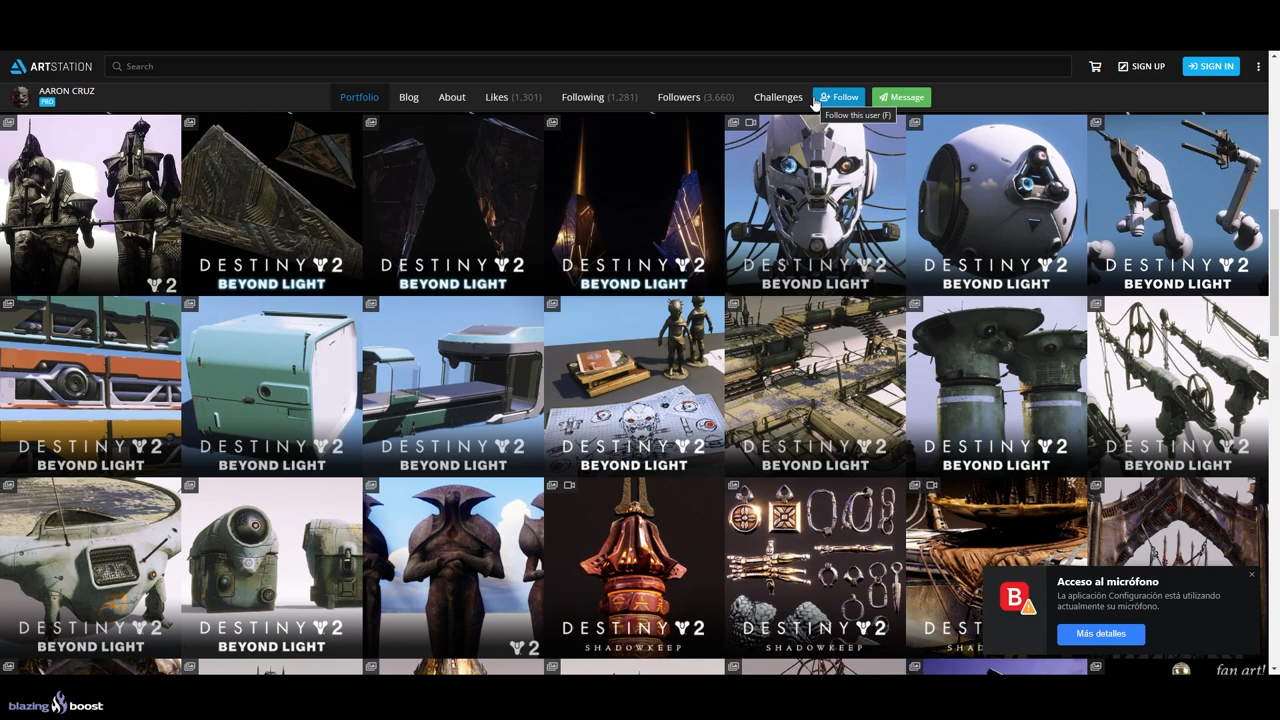 ARTSTATION
Search
SIGN UP
SIGN IN
AARON CRUZ
PRO
Portfolio
Blog
About
Likes (1,301)
Following (1,281)
Followers (3,660)
Challenges
Follow
Message
Follow this user (F)
2
DESTINY 2
BEYOND LIGHT
DESTINY 2
BEYOND LIGHT
DESTINY 2
BEYOND LIGHT
DESTINY 2
BEYOND LIGHT
DESTINY 2
BEYOND LIGHT
DESTINY 2
BEYOND LIGHT
DESTINY 2
BEYOND LIGHT
DESTINY 2
BEYOND LIGHT
DESTINY 2
BEYOND LIGHT
DESTINY 2
BEYOND LIGHT
DESTINY 2
BEYOND LIGHT
DESTINY 2
BEYOND LIGHT
DESTINY 2
BEYOND LIGHT
DESTINY 2
BEYOND LIGHT
DESTINY 2
BEYOND LIGHT
2
DESTINY 2
SHADOWKEEP
DESTINY 2
SHADOWKEEP
DEST
SHAD
Acceso al micrófono
La aplicación Configuración está utilizando
actualmente su micrófono.
Más detalles
B
fan art!
blazing boost